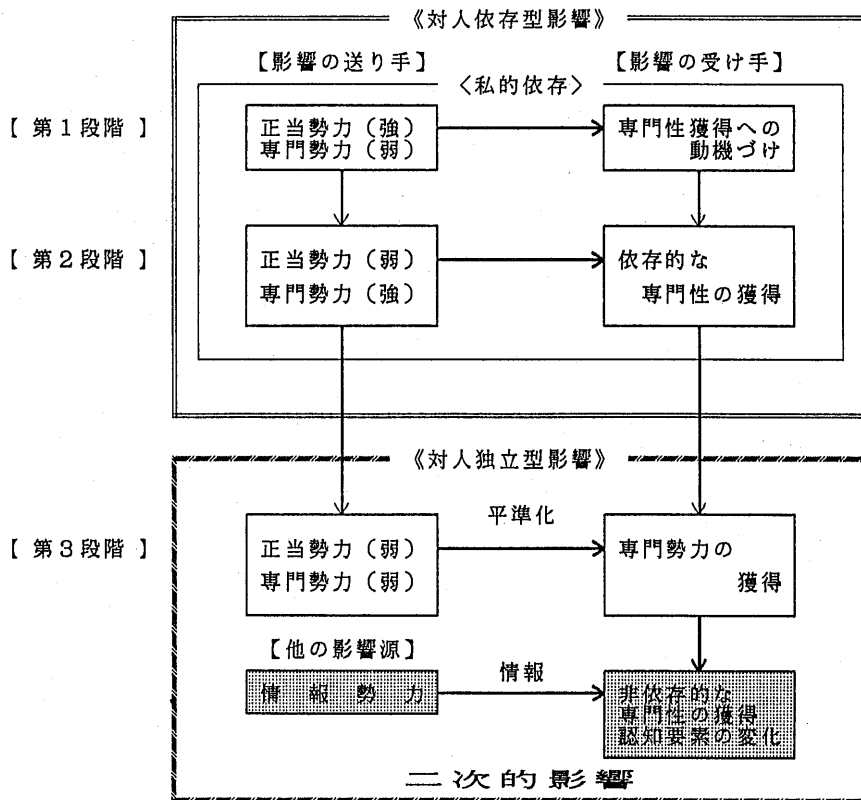 《対人依存型影響》
【影響の送り手】 【影響の受け手】
<私的依存>
【 第1段階 】
正当勢力(強)
専門勢力(弱)
専門性獲得への
動機づけ
【 第2段階 】
正当勢力(弱)
専門勢力(強)
依存的な
専門性の獲得
《対人独立型影響》
【 第3段階 】
正当勢力(弱)
専門勢力(弱)
平準化
専門勢力の
獲得
【他の影響源】
情報勢力
情報
非依存的な
専門性の獲得
認知要素の変化
二次的影響